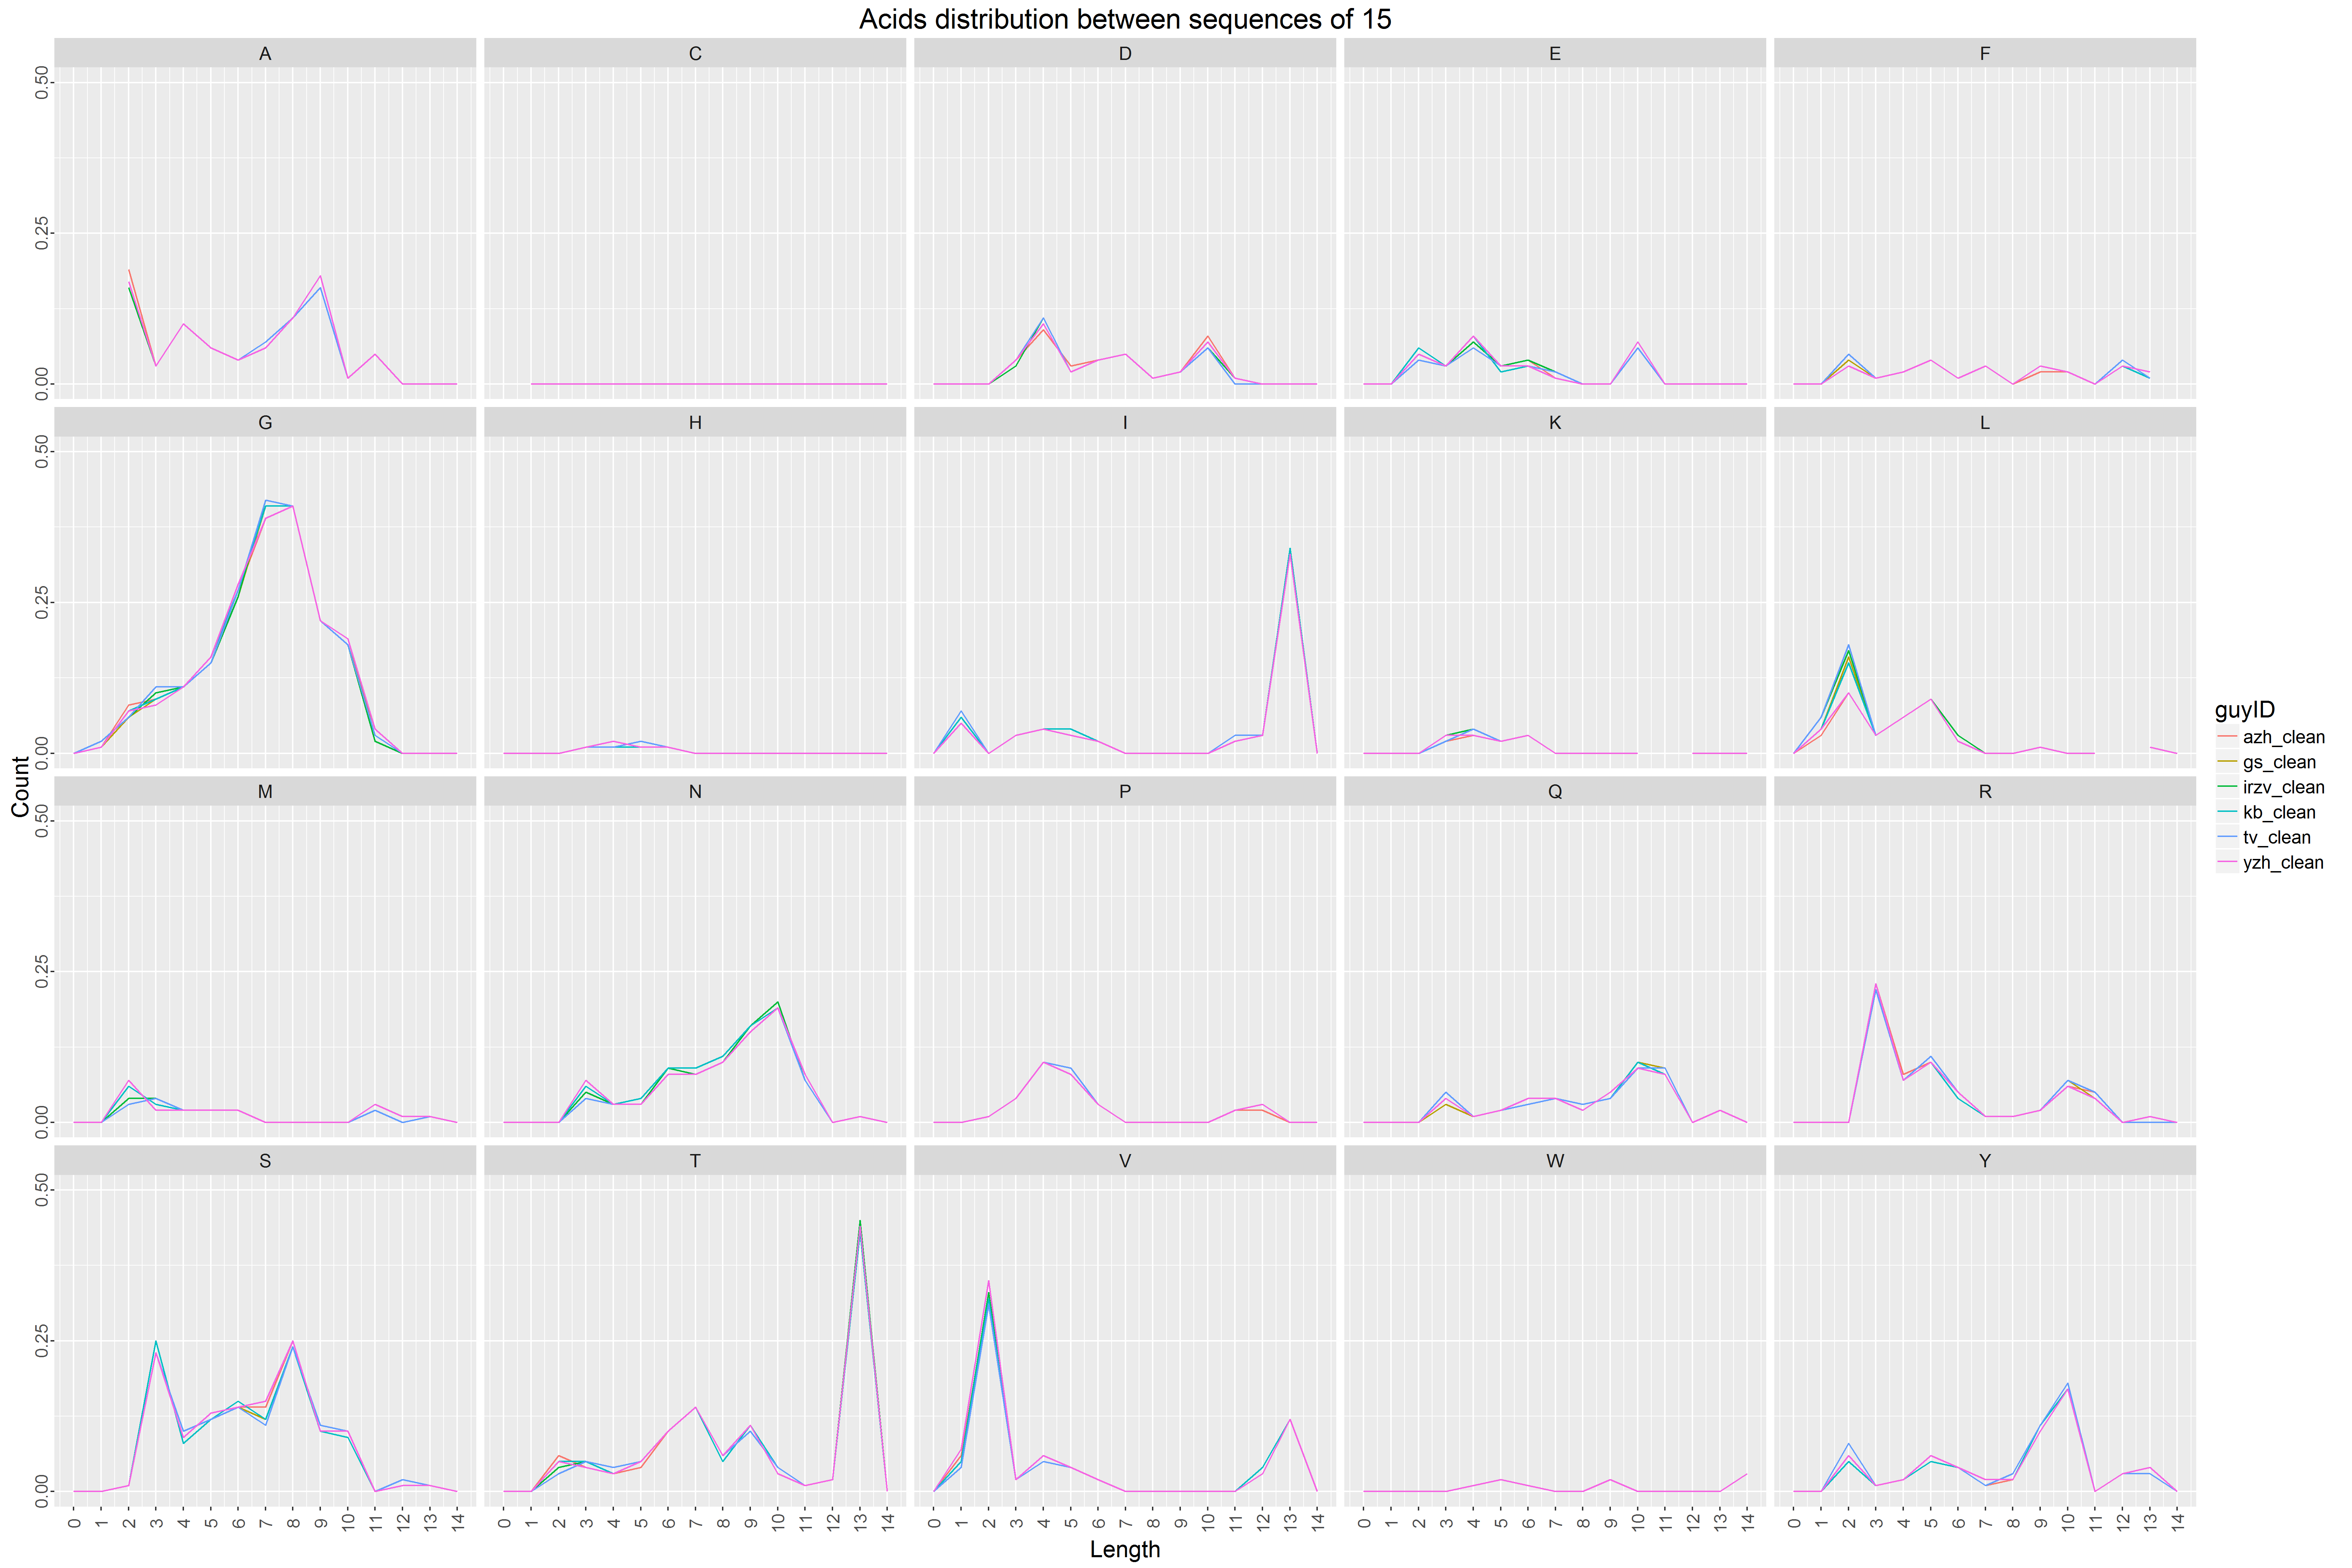 Acids distribution between sequences of 15
A C D E F
0.50
0.25
0.00
G H I K L
0.50
0.25
0.00
M N P Q R
0.50
0.25
0.00
S T V W Y
0.50
0.25
0.00
0 1 2 3 4 5 6 7 8 9 10 11 12 13 14 0 1 2 3 4 5 6 7 8 9 10 11 12 13 14 0 1 2 3 4 5 6 7 8 9 10 11 12 13 14 0 1 2 3 4 5 6 7 8 9 10 11 12 13 14 0 1 2 3 4 5 6 7 8 9 10 11 12 13 14
Length
Count
guyID
azh_clean
gs_clean
irzv_clean
kb_clean
tv_clean
yzh_clean